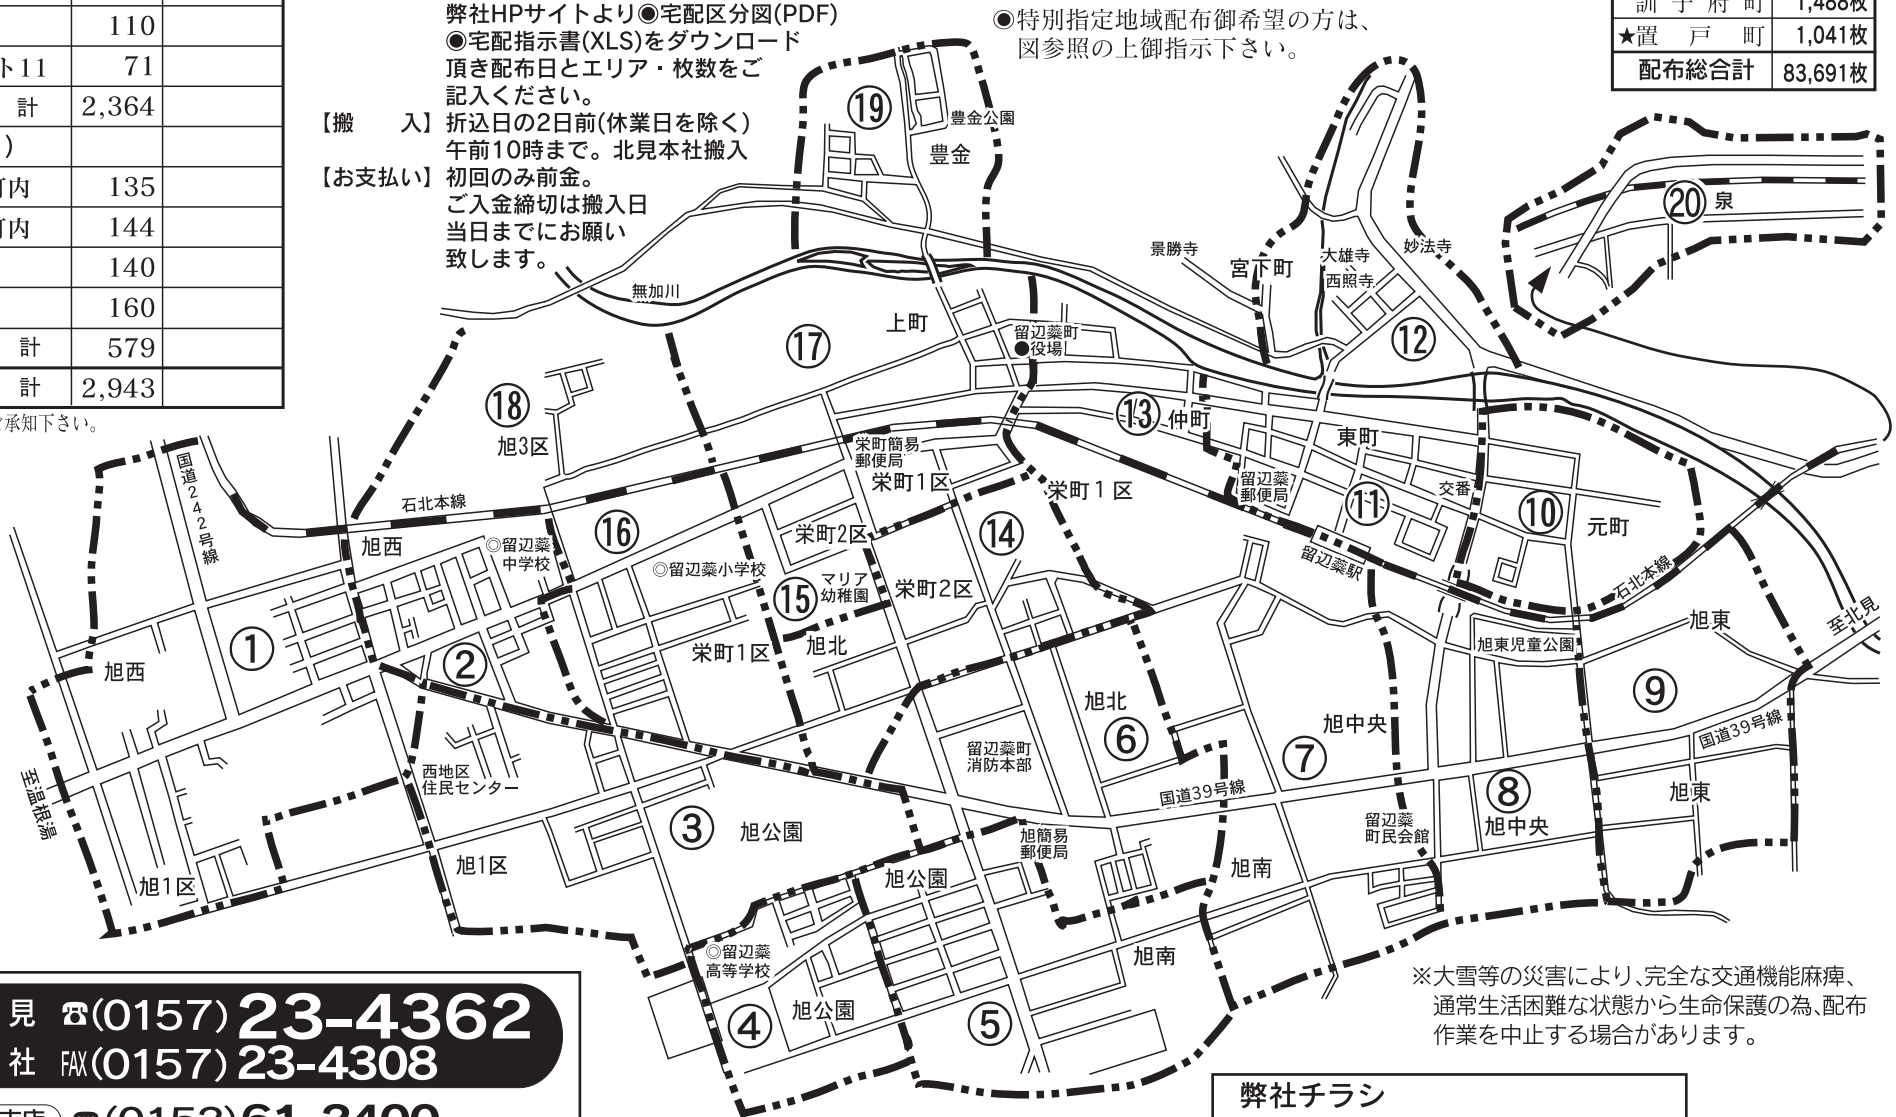 110
ト11 71
計 2,364
)
町内 135
町内 144
140
160
計 579
計 2,943
承知下さい。
弊社HPサイトより◉宅配区分図(PDF)
◉宅配指示書(XLS)をダウンロード
頂き配布日とエリア・枚数をご
記入ください。
【搬　入】折込日の2日前(休業日を除く)
午前10時まで。北見本社搬入
【お支払い】初回のみ前金。
ご入金締切は搬入日
当日までにお願い
致します。
◉特別指定地域配布御希望の方は、
図参照の上御指示下さい。
訓子府町 1,488枚
★置戸町 1,041枚
配布総合計 83,691枚
⑲
豊金公園
豊金
⑳ 泉
景勝寺
宮下町
大雄寺
西照寺
妙法寺
無加川
上町
⑰
留辺蘂町
●役場
⑫
⑱
旭3区
⑬ 仲町
東町
栄町簡易
郵便局
栄町1区
栄町1区
国道242号線
石北本線
留辺蘂
郵便局
⑪
交番
⑩
元町
旭西
◎留辺蘂
中学校
⑯
栄町2区
⑭
留辺蘂駅
◎留辺蘂小学校
⑮
マリア
幼稚園
栄町2区
石北本線
旭東
至北見
①
②
旭西
栄町1区
旭北
旭東児童公園
⑨
旭北
⑥
旭中央
⑦
国道39号線
留辺蘂町
消防本部
西地区
住民センター
至温根湯
国道39号線
⑧
旭中央
旭東
③
旭公園
旭簡易
郵便局
留辺蘂
町民会館
旭1区
旭1区
旭公園
旭南
◎留辺蘂
高等学校
旭南
④
旭公園
⑤
※大雪等の災害により、完全な交通機能麻痺、
通常生活困難な状態から生命保護の為、配布
作業を中止する場合があります。
見 ☎(0157)23-4362
社 FAX(0157)23-4308
☎(0153)61-2400
弊社チラシ